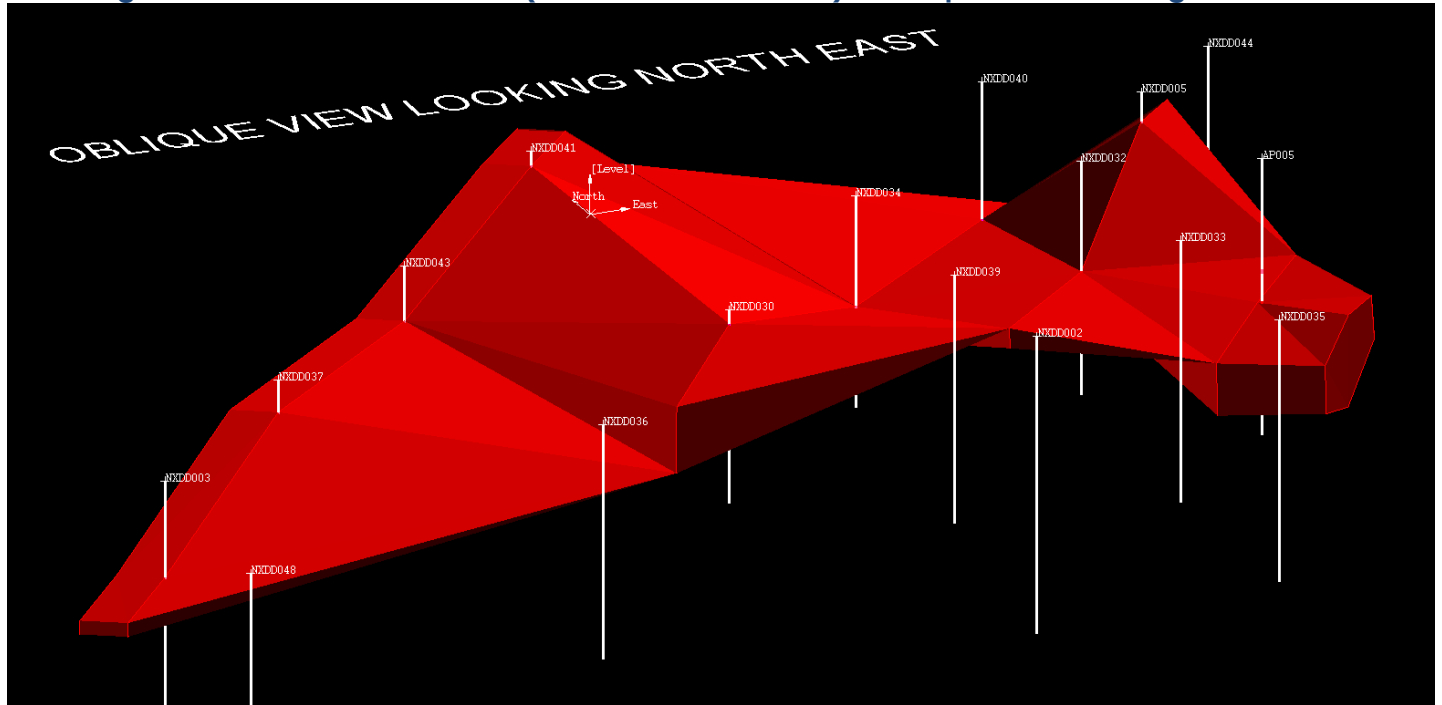 OBLIQUE VIEW LOOKING NORTH EAST
NXDD044
NXDD040
NXDD005
NXDD041
NXDD032
AP005
[Level]
North
East
NXDD034
NXDD033
NXDD043
NXDD039
NXDD030
NXDD035
NXDD002
NXDD037
NXDD036
NXDD003
NXDD048